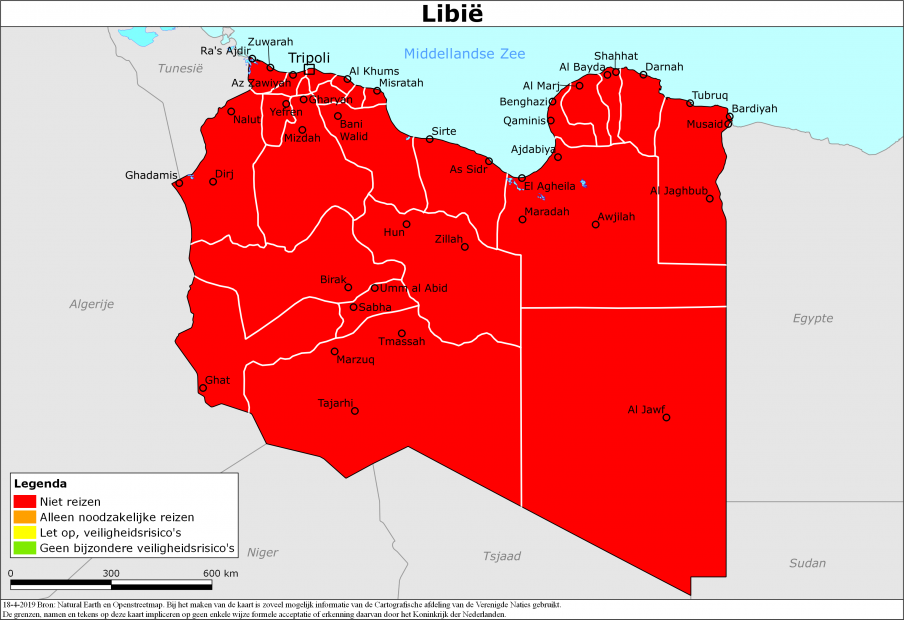 Libië
Zuwarah
Ra's Ajdir
Tripoli
Middellandse Zee
Shahhat
Tunesië
Al Khums
Al Bayda
Darnah
Az Zawiyah
Misratah
Al Marj
Gharyan
Benghazi
Tubruq
Yefren
Bardiyah
Nalut
Bani
Walid
Qaminis
Musaid
Mizdah
Sirte
Ajdabiya
As Sidr
Ghadamis
Dirj
El Agheila
Al Jaghbub
Maradah
Awjilah
Hun
Zillah
Birak
Umm al Abid
Algerije
Sabha
Egypte
Tmassah
Marzuq
Ghat
Tajarhi
Al Jawf
Legenda
Niet reizen
Alleen noodzakelijke reizen
Let op, veiligheidsrisico's
Geen bijzondere veiligheidsrisico's
Niger
Tsjaad
Sudan
0 300 600 km
18-4-2019 Bron: Natural Earth en Openstreetmap. Bij het maken van de kaart is zoveel mogelijk informatie van de Cartografische afdeling van de Verenigde Naties gebruikt.
De grenzen, namen en tekens op deze kaart impliceren op geen enkele wijze formele acceptatie of erkenning daarvan door het Koninkrijk der Nederlanden.